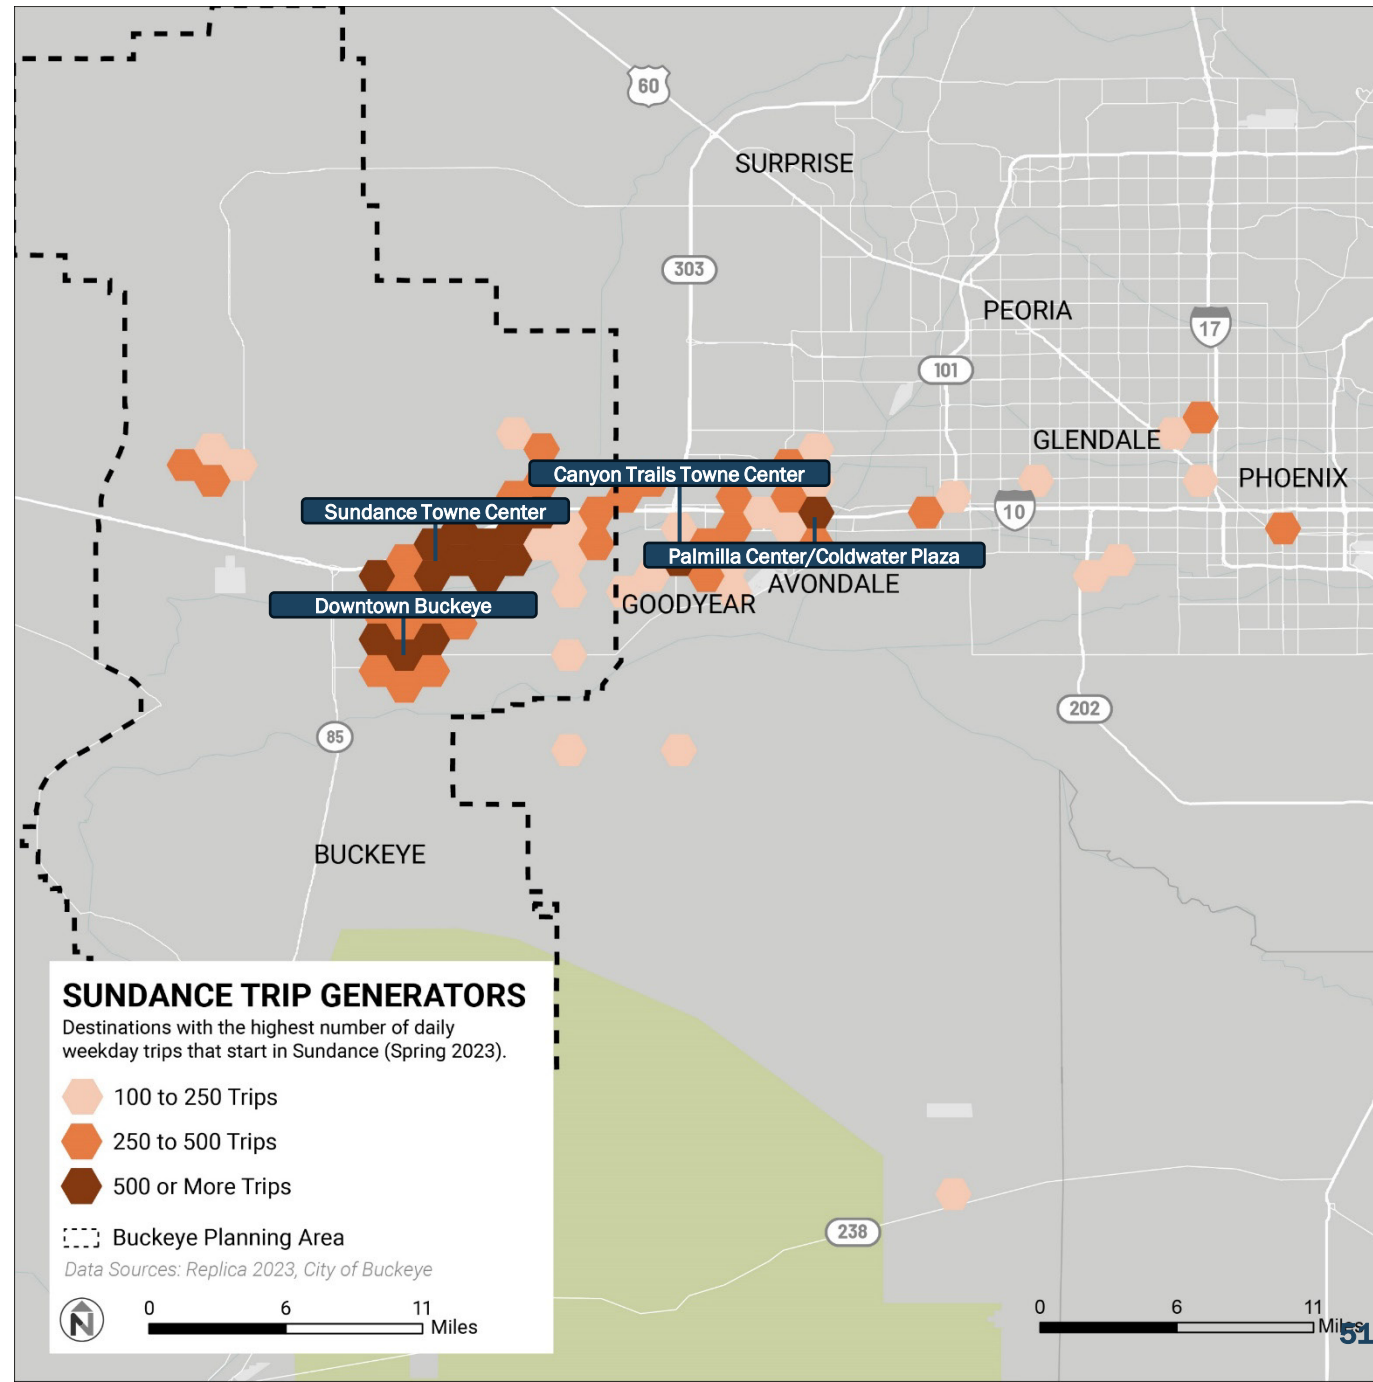 60
SURPRISE
303
PEORIA
17
101
GLENDALE
PHOENIX
Canyon Trails Towne Center
Sundance Towne Center
10
Palmilla Center/Coldwater Plaza
AVONDALE
Downtown Buckeye
GOODYEAR
202
85
BUCKEYE
SUNDANCE TRIP GENERATORS
Destinations with the highest number of daily
weekday trips that start in Sundance (Spring 2023).
100 to 250 Trips
250 to 500 Trips
500 or More Trips
Buckeye Planning Area
Data Sources: Replica 2023, City of Buckeye
N
0 6 11
Miles
238
0 6 11
Miles
51